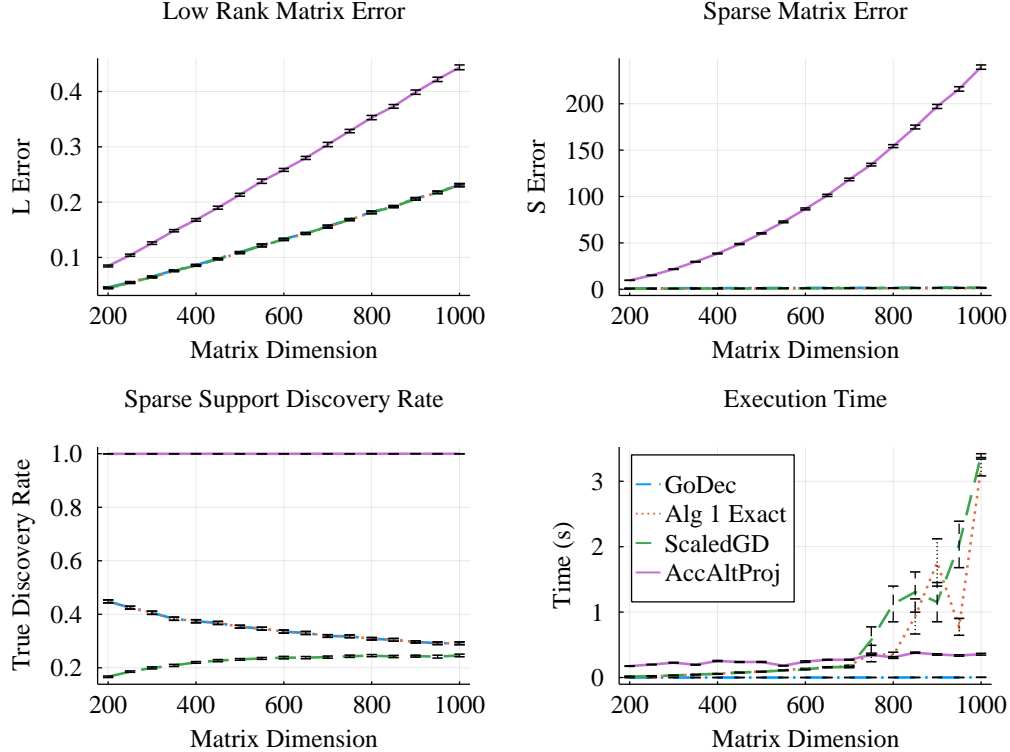 Low Rank Matrix Error
L Error
0.4
0.3
0.2
0.1
200 400 600 800 1000
Matrix Dimension
Sparse Matrix Error
S Error
200
150
100
50
0
200 400 600 800 1000
Matrix Dimension
Sparse Support Discovery Rate
True Discovery Rate
1.0
0.8
0.6
0.4
0.2
200 400 600 800 1000
Matrix Dimension
Execution Time
Time (s)
3
2
1
0
GoDec
Alg 1 Exact
ScaledGD
AccAltProj
200 400 600 800 1000
Matrix Dimension